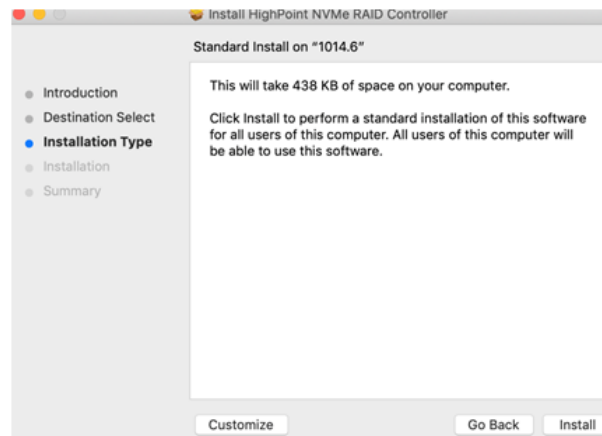 Install HighPoint NVMe RAID Controller
Standard Install on “1014.6”
Introduction
Destination Select
Installation Type
Installation
Summary
This will take 438 KB of space on your computer.
Click Install to perform a standard installation of this software
for all users of this computer. All users of this computer will
be able to use this software.
Customize
Go Back
Install